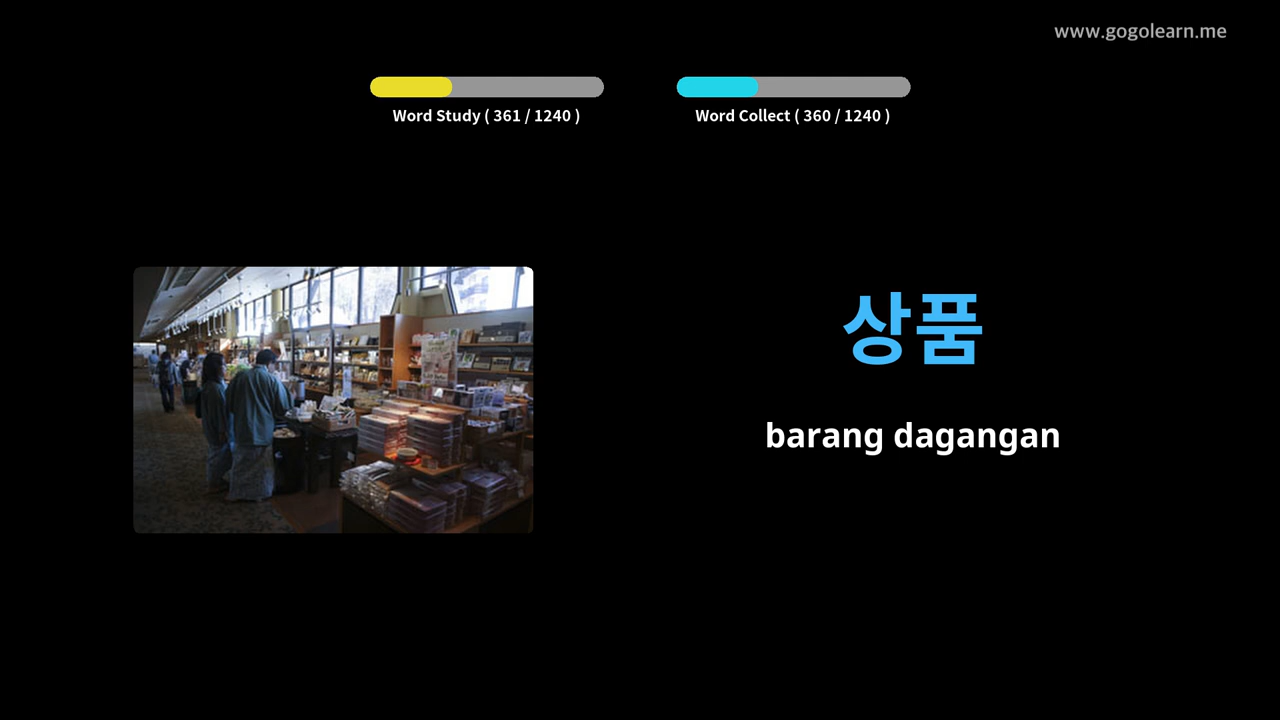 www.gogolearn.me
Word Study ( 361 / 1240 )
Word Collect ( 360 / 1240 )
상품
barang dagangan